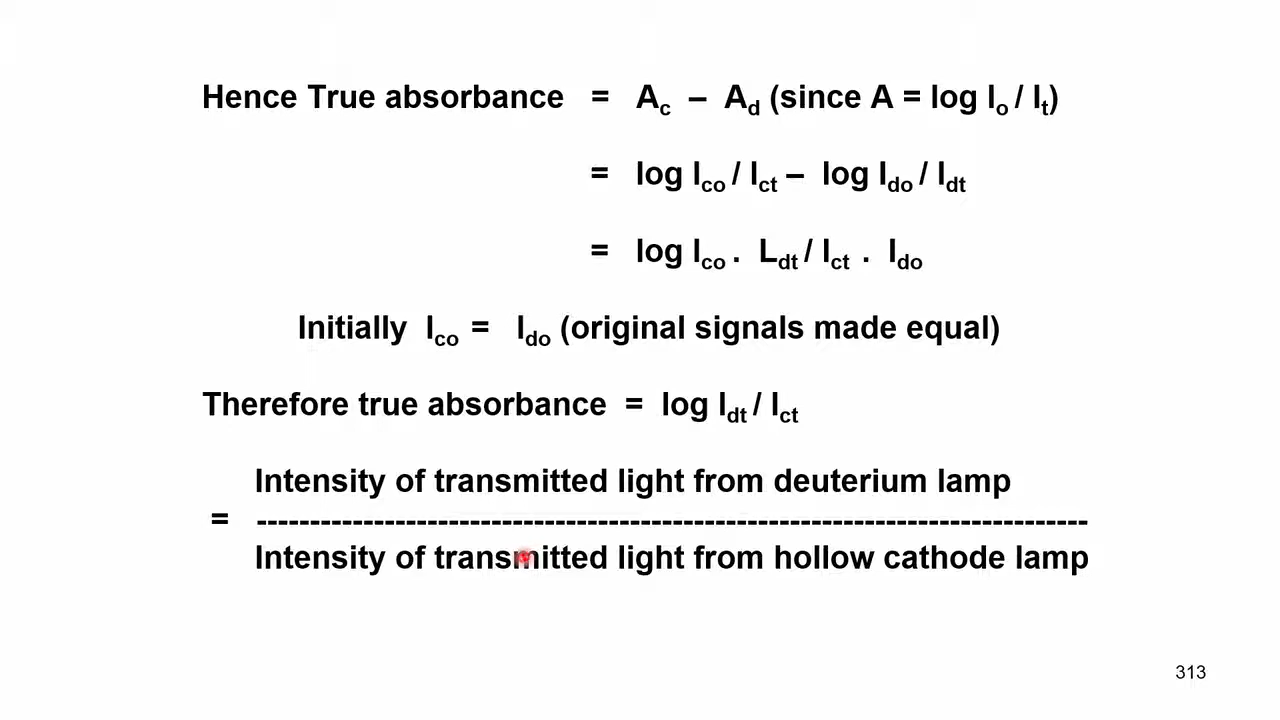 Hence True absorbance = Ac – Ad (since A = log Io / It)
= log Ico / Ict – log Ido / Idt
= log Ico . Ldt / Ict . Ido
Initially Ico = Ido (original signals made equal)
Therefore true absorbance = log Idt / Ict
Intensity of transmitted light from deuterium lamp
= -------------------------------------------------------------------------------
Intensity of transmitted light from hollow cathode lamp
313